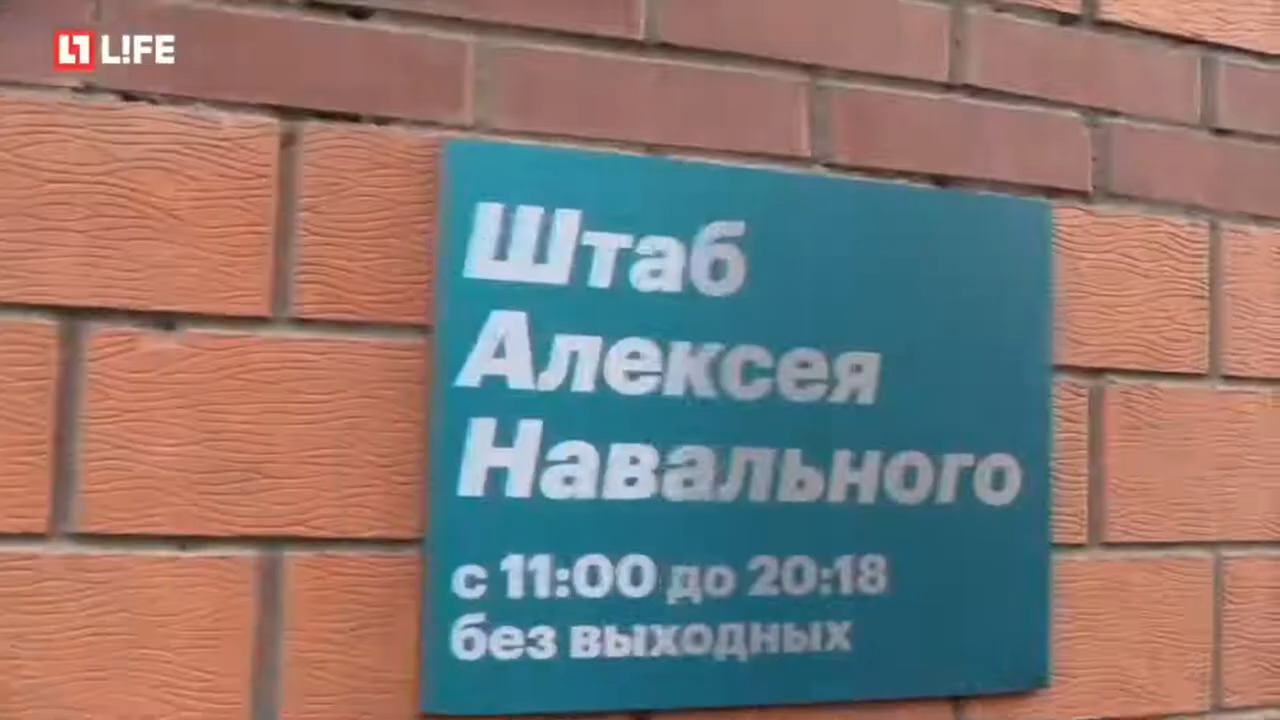 L!FE
Штаб
Алексея
Навального
с 11:00 до 20:18
без выходных